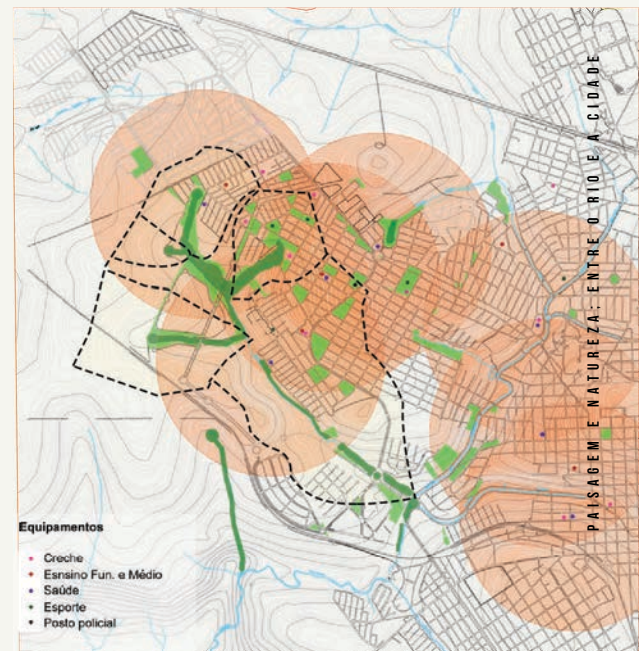 PAISAGEM E NATUREZA: ENTRE O RIO E A CIDADE
Equipamentos
Creche
Esnsino Fun. e Médio
Saúde
Esporte
Posto policial